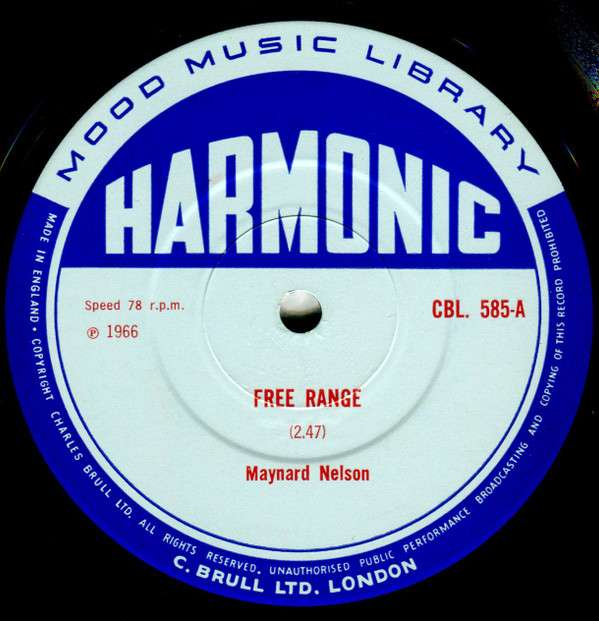 MOOD MUSIC LIBRARY
HARMONIC
Speed 78 r.p.m.
CBL. 585-A
℗ 1966
FREE RANGE
(2.47)
Maynard Nelson
MADE IN ENGLAND • COPYRIGHT CHARLES BRULL LTD. ALL RIGHTS RESERVED. UNAUTHORISED PUBLIC PERFORMANCE BROADCASTING AND COPYING OF THIS RECORD PROHIBITED
C. BRULL LTD. LONDON